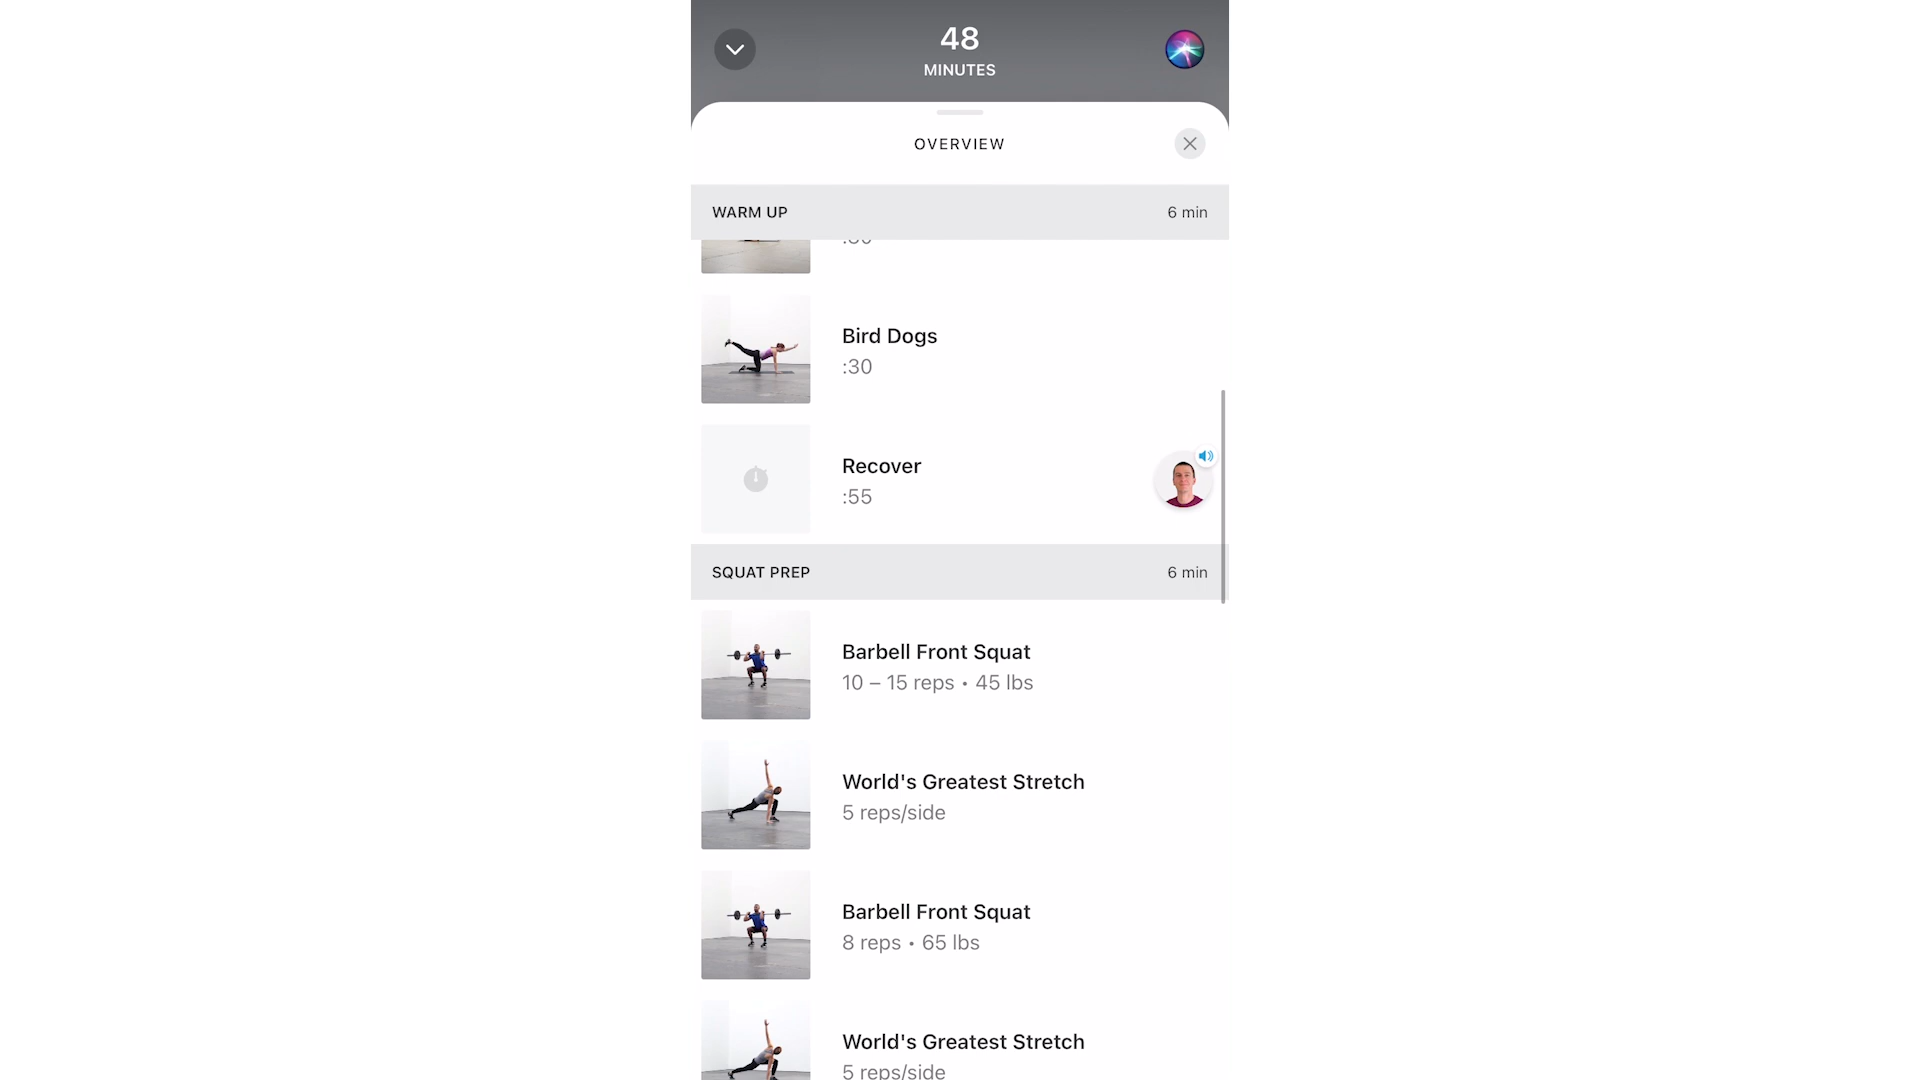 48
MINUTES
OVERVIEW
WARM UP
6 min
Bird Dogs
:30
Recover
:55
SQUAT PREP
6 min
Barbell Front Squat
10 – 15 reps • 45 lbs
World's Greatest Stretch
5 reps/side
Barbell Front Squat
8 reps • 65 lbs
World's Greatest Stretch
5 reps/side